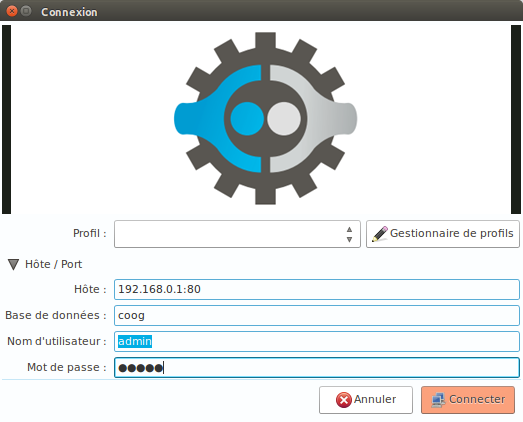 Connexion
Profil :
Gestionnaire de profils
Hôte / Port
Hôte : 192.168.0.1:80
Base de données : coog
Nom d'utilisateur : admin
Mot de passe : ●●●●●
Annuler
Connecter